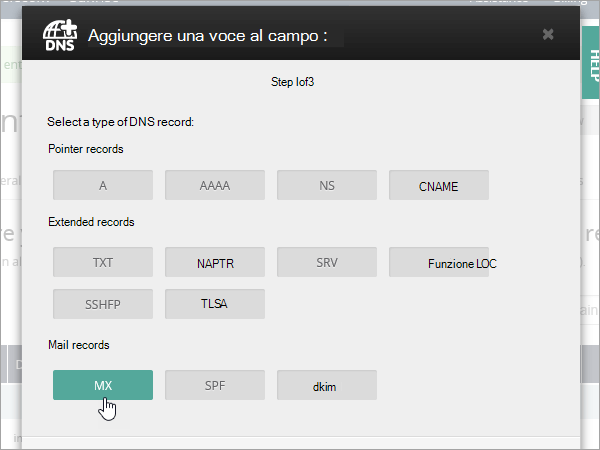 DNS
Aggiungere una voce al campo :
HELP
Step Iof3
Select a type of DNS record:
Pointer records
A AAAA NS CNAME
Extended records
TXT NAPTR SRV Funzione LOC
SSHFP TLSA
Mail records
MX SPF dkim